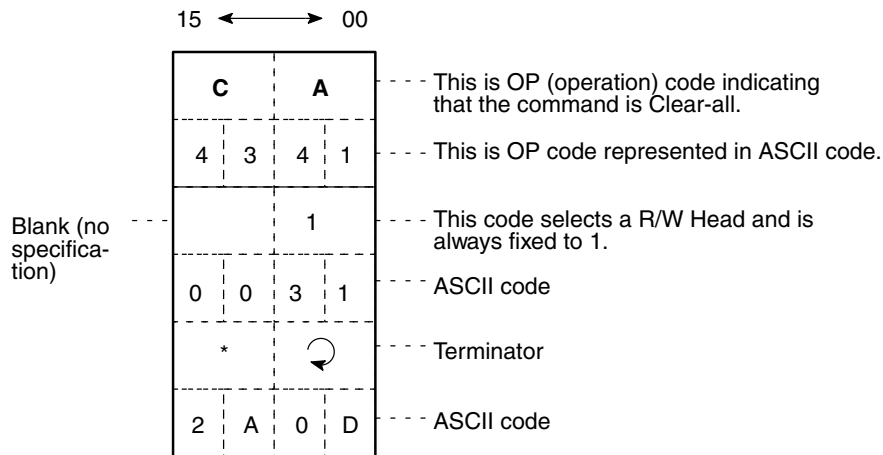 15 00
C A
This is OP (operation) code indicating
that the command is Clear-all.
4 3 4 1
This is OP code represented in ASCII code.
Blank (no
specifica-
tion)
1
This code selects a R/W Head and is
always fixed to 1.
0 0 3 1
ASCII code
*
Terminator
2 A 0 D
ASCII code